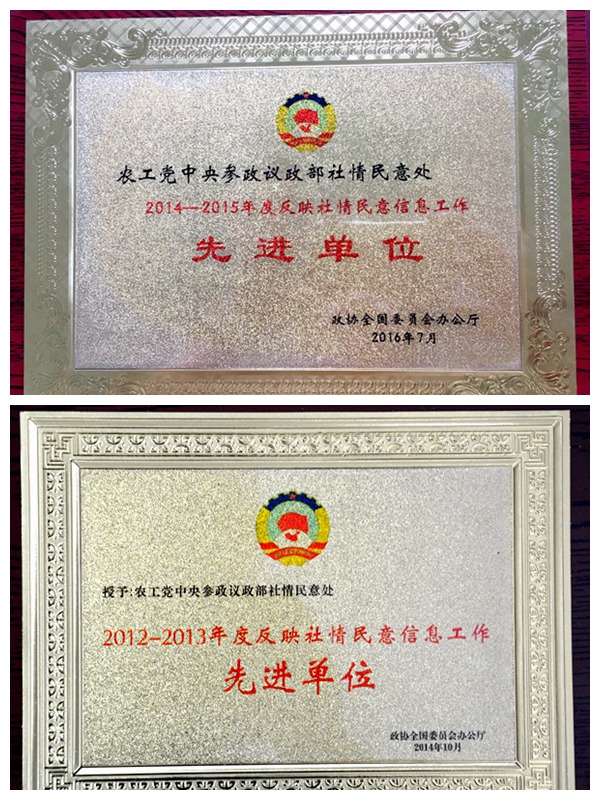 农工党中央参政议政部社情民意处
2014—2015年度反映社情民意信息工作
先进单位
政协全国委员会办公厅
2016年7月
授予:农工党中央参政议政部社情民意处
2012-2013年度反映社情民意信息工作
先进单位
政协全国委员会办公厅
2014年10月